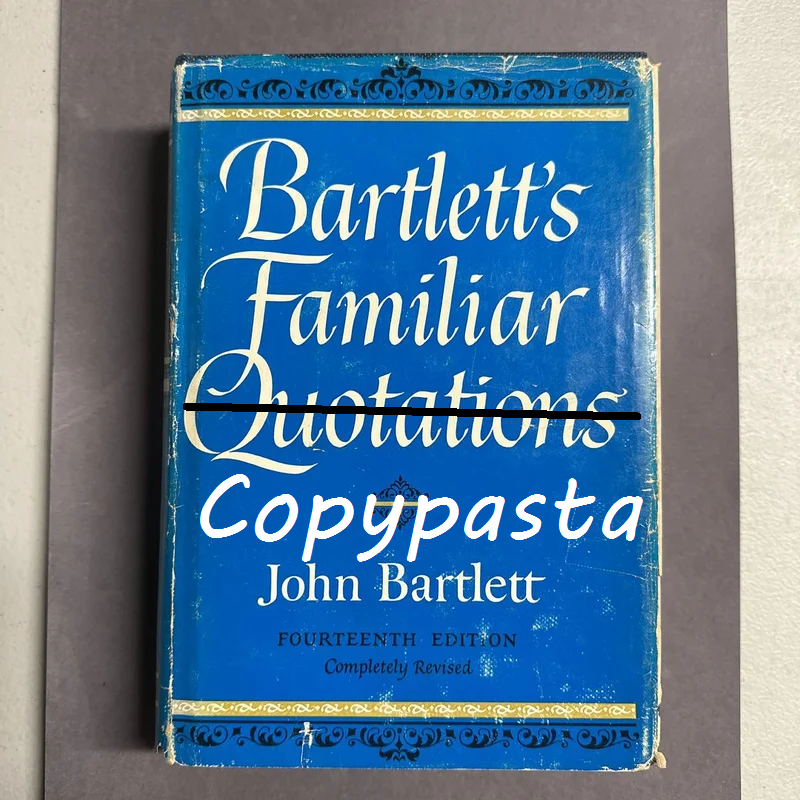 Bartlett's
Familiar
Quotations
Copypasta
John Bartlett
FOURTEENTH EDITION
Completely Revised